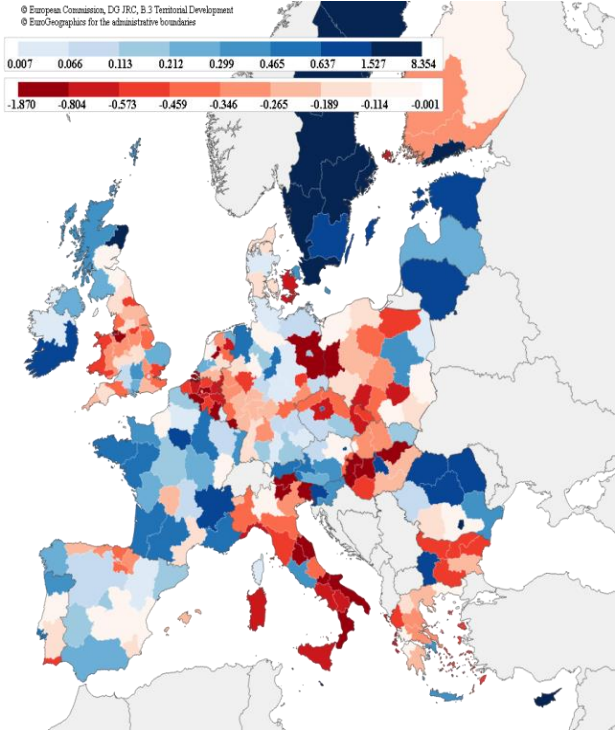 © European Commission, DG JRC, B.3 Territorial Development
© EuroGeographics for the administrative boundaries
0.007 0.066 0.113 0.212 0.299 0.465 0.637 1.527 8.354
-1.870 -0.804 -0.573 -0.459 -0.346 -0.265 -0.189 -0.114 -0.001